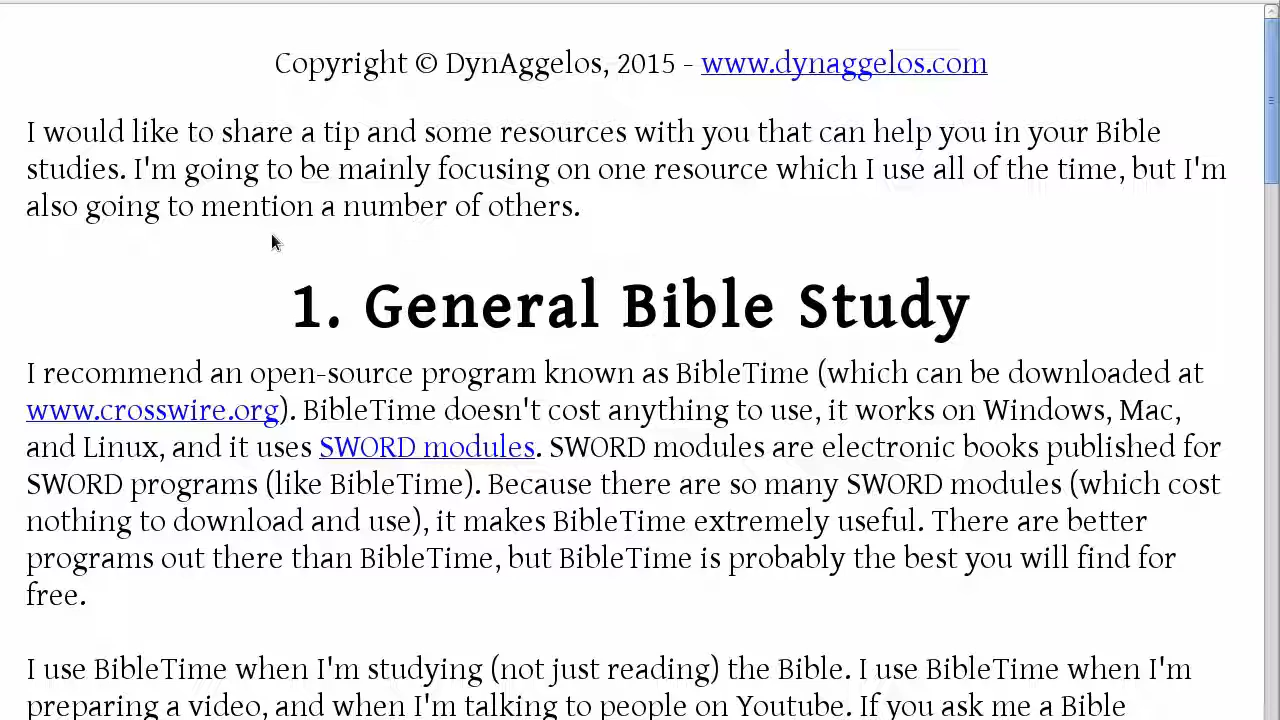 Copyright © DynAggelos, 2015 - www.dynaggelos.com
I would like to share a tip and some resources with you that can help you in your Bible
studies. I'm going to be mainly focusing on one resource which I use all of the time, but I'm
also going to mention a number of others.
1. General Bible Study
I recommend an open-source program known as BibleTime (which can be downloaded at
www.crosswire.org). BibleTime doesn't cost anything to use, it works on Windows, Mac,
and Linux, and it uses SWORD modules. SWORD modules are electronic books published for
SWORD programs (like BibleTime). Because there are so many SWORD modules (which cost
nothing to download and use), it makes BibleTime extremely useful. There are better
programs out there than BibleTime, but BibleTime is probably the best you will find for
free.
I use BibleTime when I'm studying (not just reading) the Bible. I use BibleTime when I'm
preparing a video, and when I'm talking to people on Youtube. If you ask me a Bible